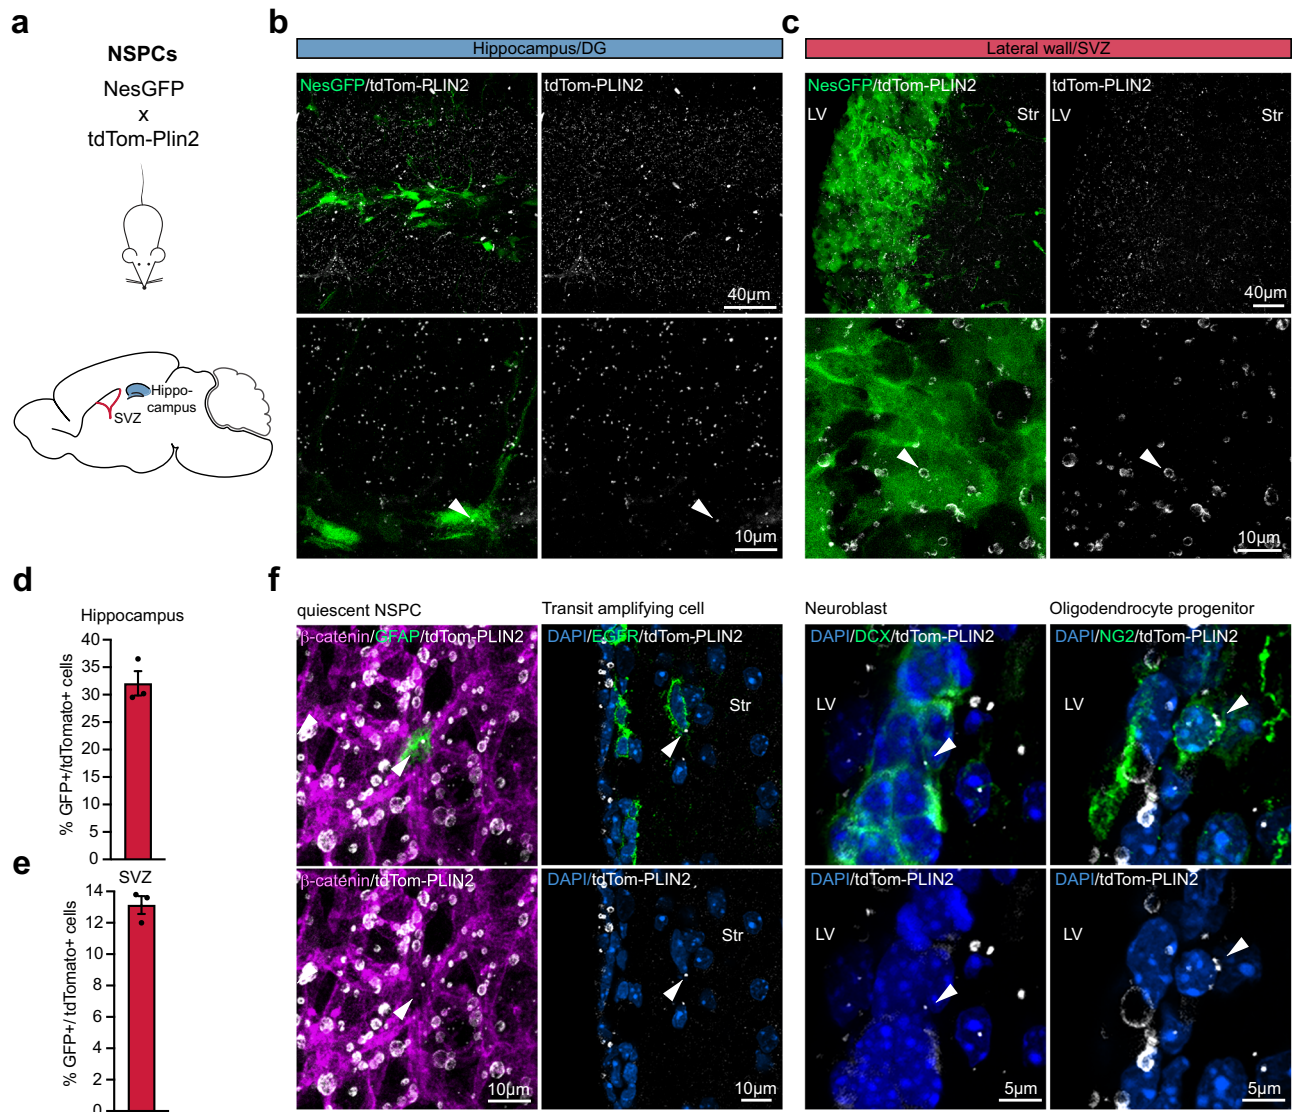 a
NSPCs
NesGFP
x
tdTom-Plin2
Hippo-
campus
SVZ
b
Hippocampus/DG
NesGFP/tdTom-PLIN2
tdTom-PLIN2
40µm
10µm
c
Lateral wall/SVZ
NesGFP/tdTom-PLIN2
LV
Str
tdTom-PLIN2
LV
Str
40µm
10µm
d
Hippocampus
% GFP+/tdTomato+ cells
40
35
30
25
20
15
10
5
0
e
SVZ
% GFP+/ tdTomato+ cells
14
12
10
8
6
4
2
0
f
quiescent NSPC
β-catenin/GFAP/tdTom-PLIN2
β-catenin/tdTom-PLIN2
10µm
Transit amplifying cell
DAPI/EGFR/tdTom-PLIN2
Str
DAPI/tdTom-PLIN2
Str
10µm
Neuroblast
DAPI/DCX/tdTom-PLIN2
LV
DAPI/tdTom-PLIN2
LV
5µm
Oligodendrocyte progenitor
DAPI/NG2/tdTom-PLIN2
LV
DAPI/tdTom-PLIN2
LV
5µm